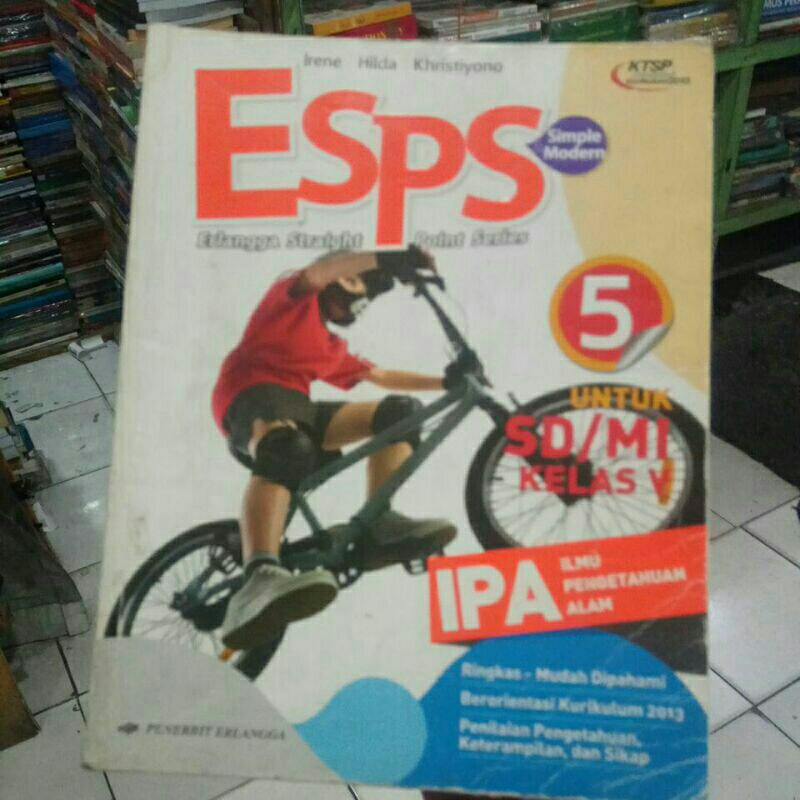 Irene Hilda Khristiyono
KTSP
ESPS
Simple
Modern
Erlangga Straight Point Series
5
UNTUK
SD/MI
KELAS V
IPA
ILMU
PENGETAHUAN
ALAM
Ringkas - Mudah Dipahami
Berorientasi Kurikulum 2013
Penilaian Pengetahuan,
Keterampilan, dan Sikap
PENERBIT ERLANGGA